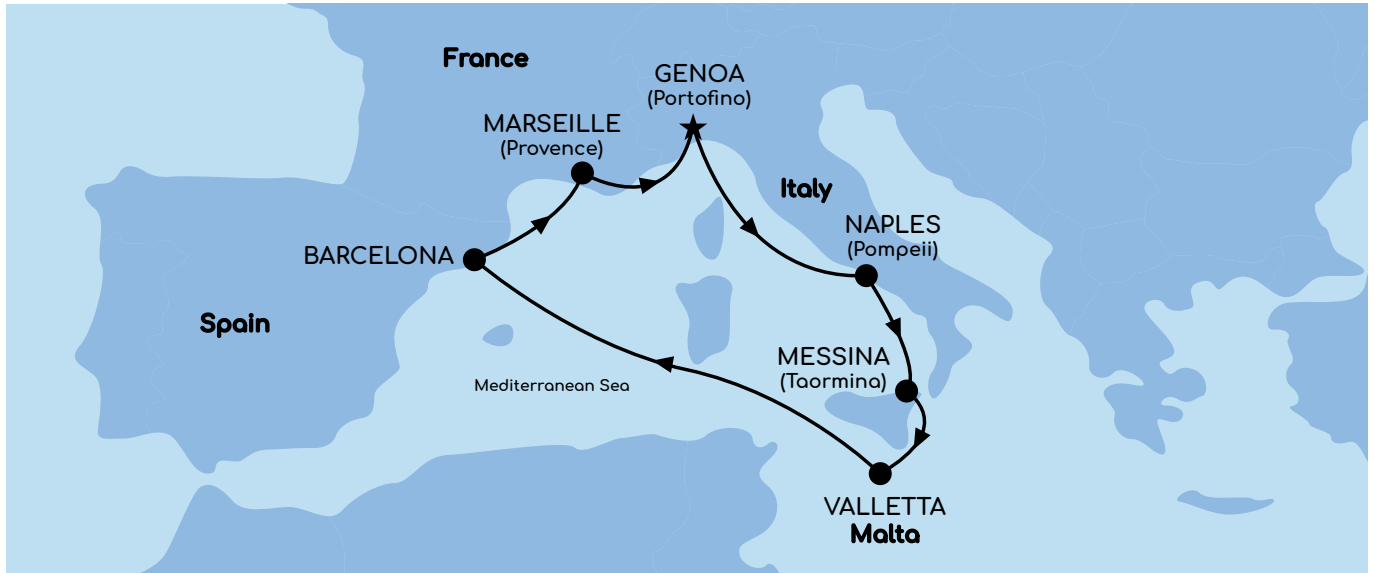 France
GENOA
(Portofino)
MARSEILLE
(Provence)
Italy
NAPLES
(Pompeii)
BARCELONA
Spain
MESSINA
(Taormina)
Mediterranean Sea
VALLETTA
Malta